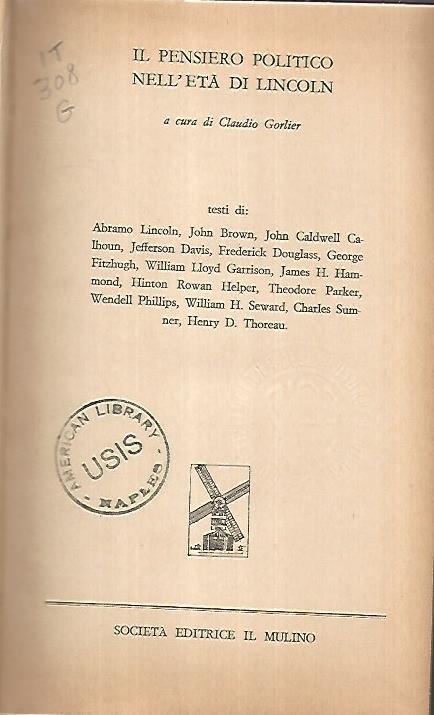 IT
308
G
IL PENSIERO POLITICO
NELL'ETÀ DI LINCOLN
a cura di Claudio Gorlier
testi di:
Abramo Lincoln, John Brown, John Caldwell Ca-
lhoun, Jefferson Davis, Frederick Douglass, George
Fitzhugh, William Lloyd Garrison, James H. Ham-
mond, Hinton Rowan Helper, Theodore Parker,
Wendell Phillips, William H. Seward, Charles Sum-
ner, Henry D. Thoreau.
AMERICAN LIBRARY
USIS
- NAPLES -
SOCIETÀ EDITRICE IL MULINO